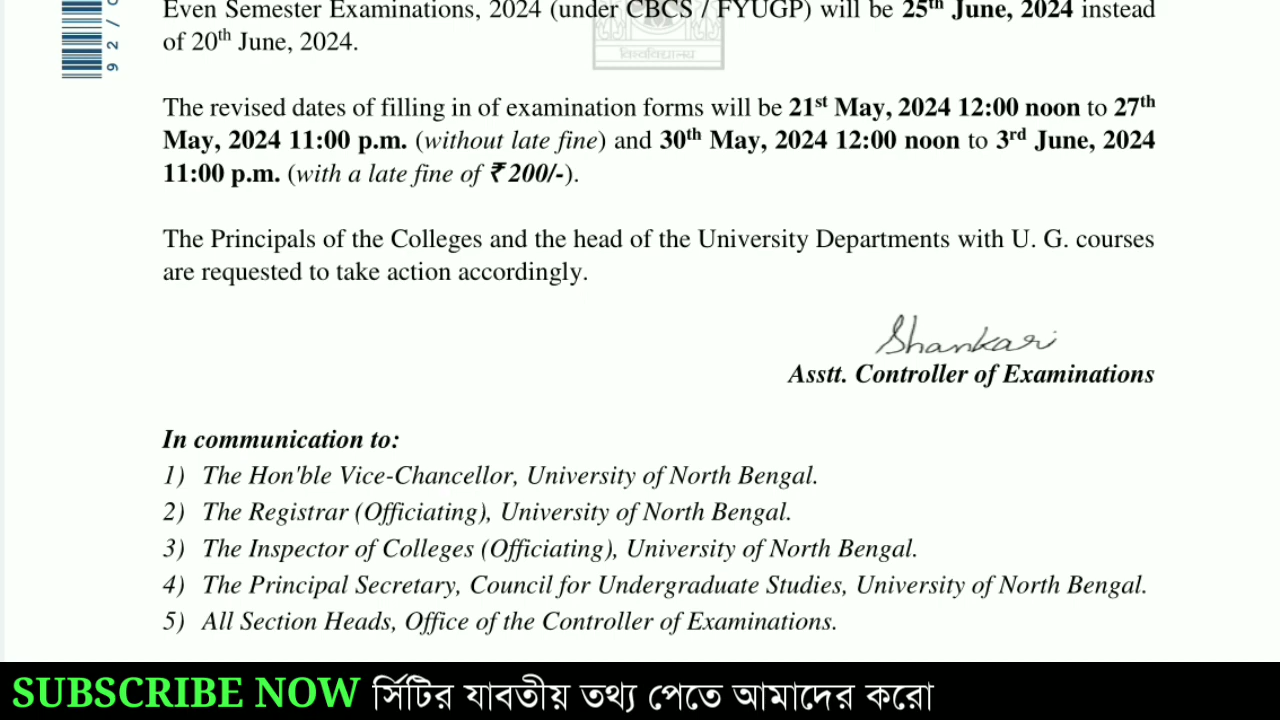 Even Semester Examinations, 2024 (under CBCS / FYUGP) will be 25th June, 2024 instead
of 20th June, 2024.
विश्वविद्यालय
The revised dates of filling in of examination forms will be 21st May, 2024 12:00 noon to 27th
May, 2024 11:00 p.m. (without late fine) and 30th May, 2024 12:00 noon to 3rd June, 2024
11:00 p.m. (with a late fine of ₹ 200/-).
The Principals of the Colleges and the head of the University Departments with U. G. courses
are requested to take action accordingly.
Shankari
Asstt. Controller of Examinations
In communication to:
1) The Hon'ble Vice-Chancellor, University of North Bengal.
2) The Registrar (Officiating), University of North Bengal.
3) The Inspector of Colleges (Officiating), University of North Bengal.
4) The Principal Secretary, Council for Undergraduate Studies, University of North Bengal.
5) All Section Heads, Office of the Controller of Examinations.
SUBSCRIBE NOW র্সিটির যাবতীয় তথ্য পেতে আমাদের করো